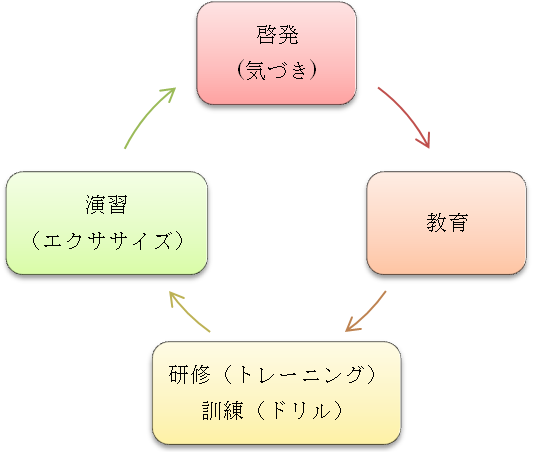 啓発
(気づき)
教育
研修（トレーニング）
訓練（ドリル）
演習
（エクササイズ）